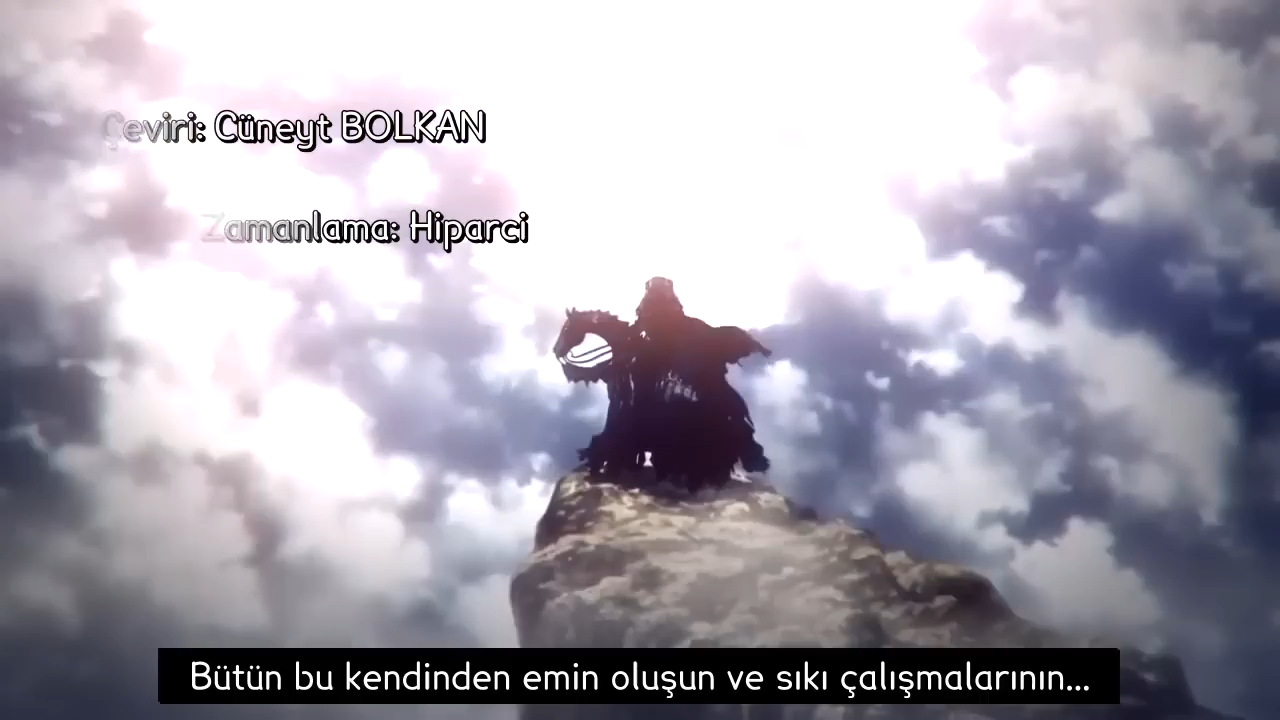 Çeviri: Cüneyt BOLKAN
Zamanlama: Hiparci
Bütün bu kendinden emin oluşun ve sıkı çalışmalarının...